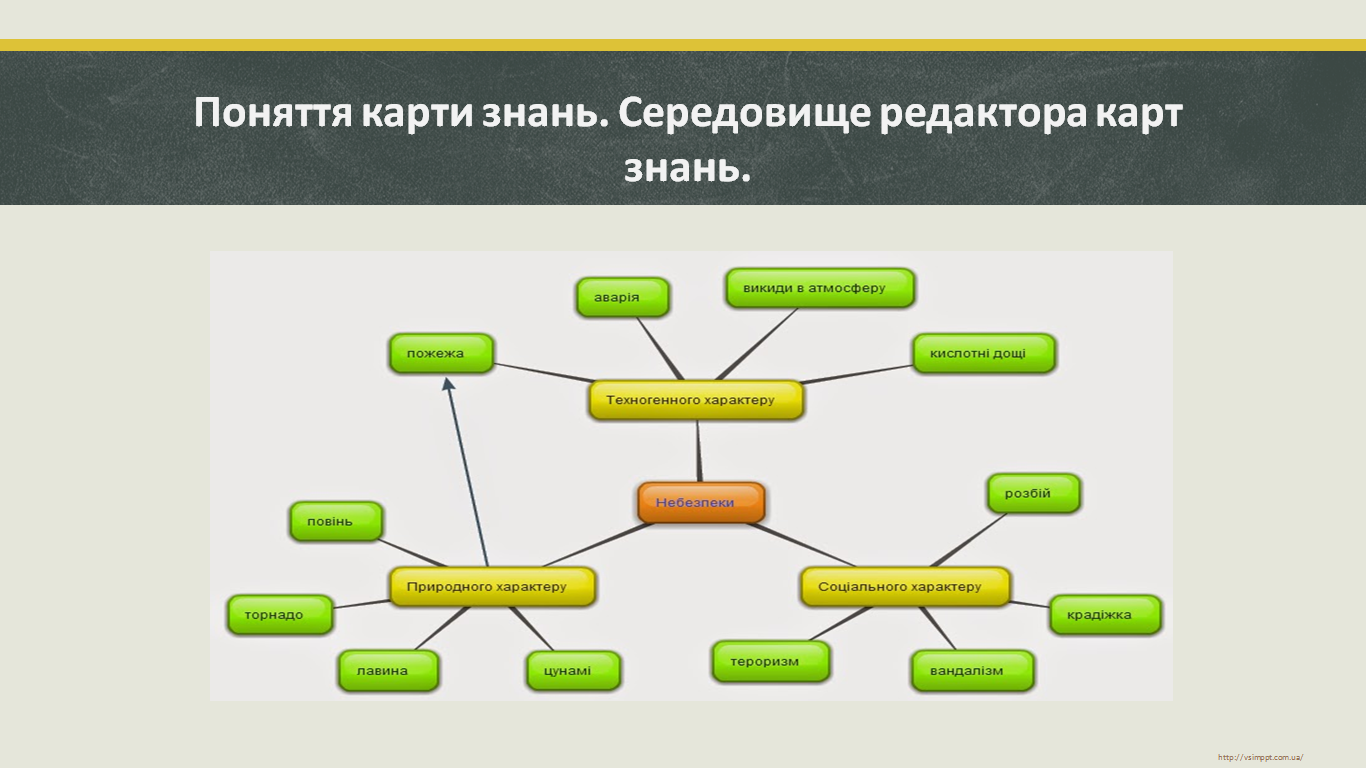 Поняття карти знань. Середовище редактора карт
знань.
аварія
викиди в атмосферу
пожежа
кислотні дощі
Техногенного характеру
Небезпеки
розбій
повінь
Природного характеру
Соціального характеру
торнадо
крадіжка
лавина
цунамі
тероризм
вандалізм
http://vsimppt.com.ua/